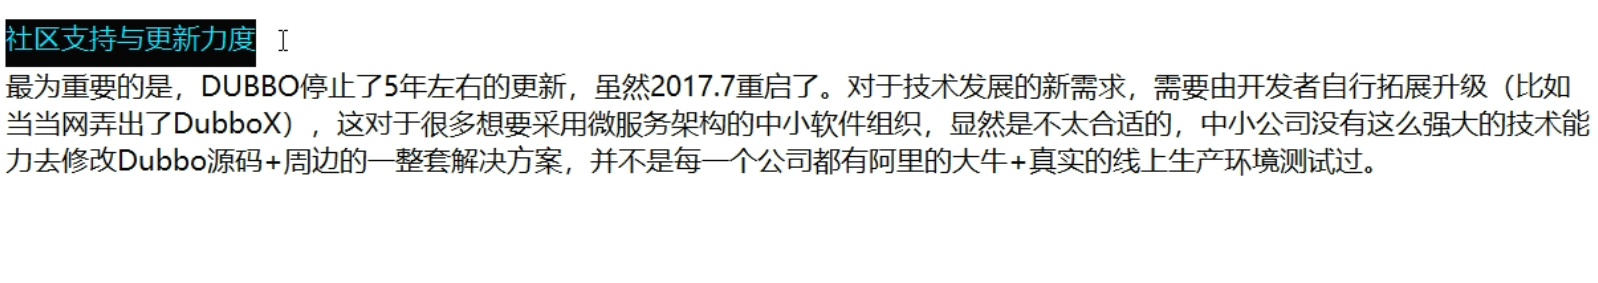 社区支持与更新力度
最为重要的是，DUBBO停止了5年左右的更新，虽然2017.7重启了。对于技术发展的新需求，需要由开发者自行拓展升级（比如
当当网弄出了DubboX），这对于很多想要采用微服务架构的中小软件组织，显然是不太合适的，中小公司没有这么强大的技术能
力去修改Dubbo源码+周边的一整套解决方案，并不是每一个公司都有阿里的大牛+真实的线上生产环境测试过。